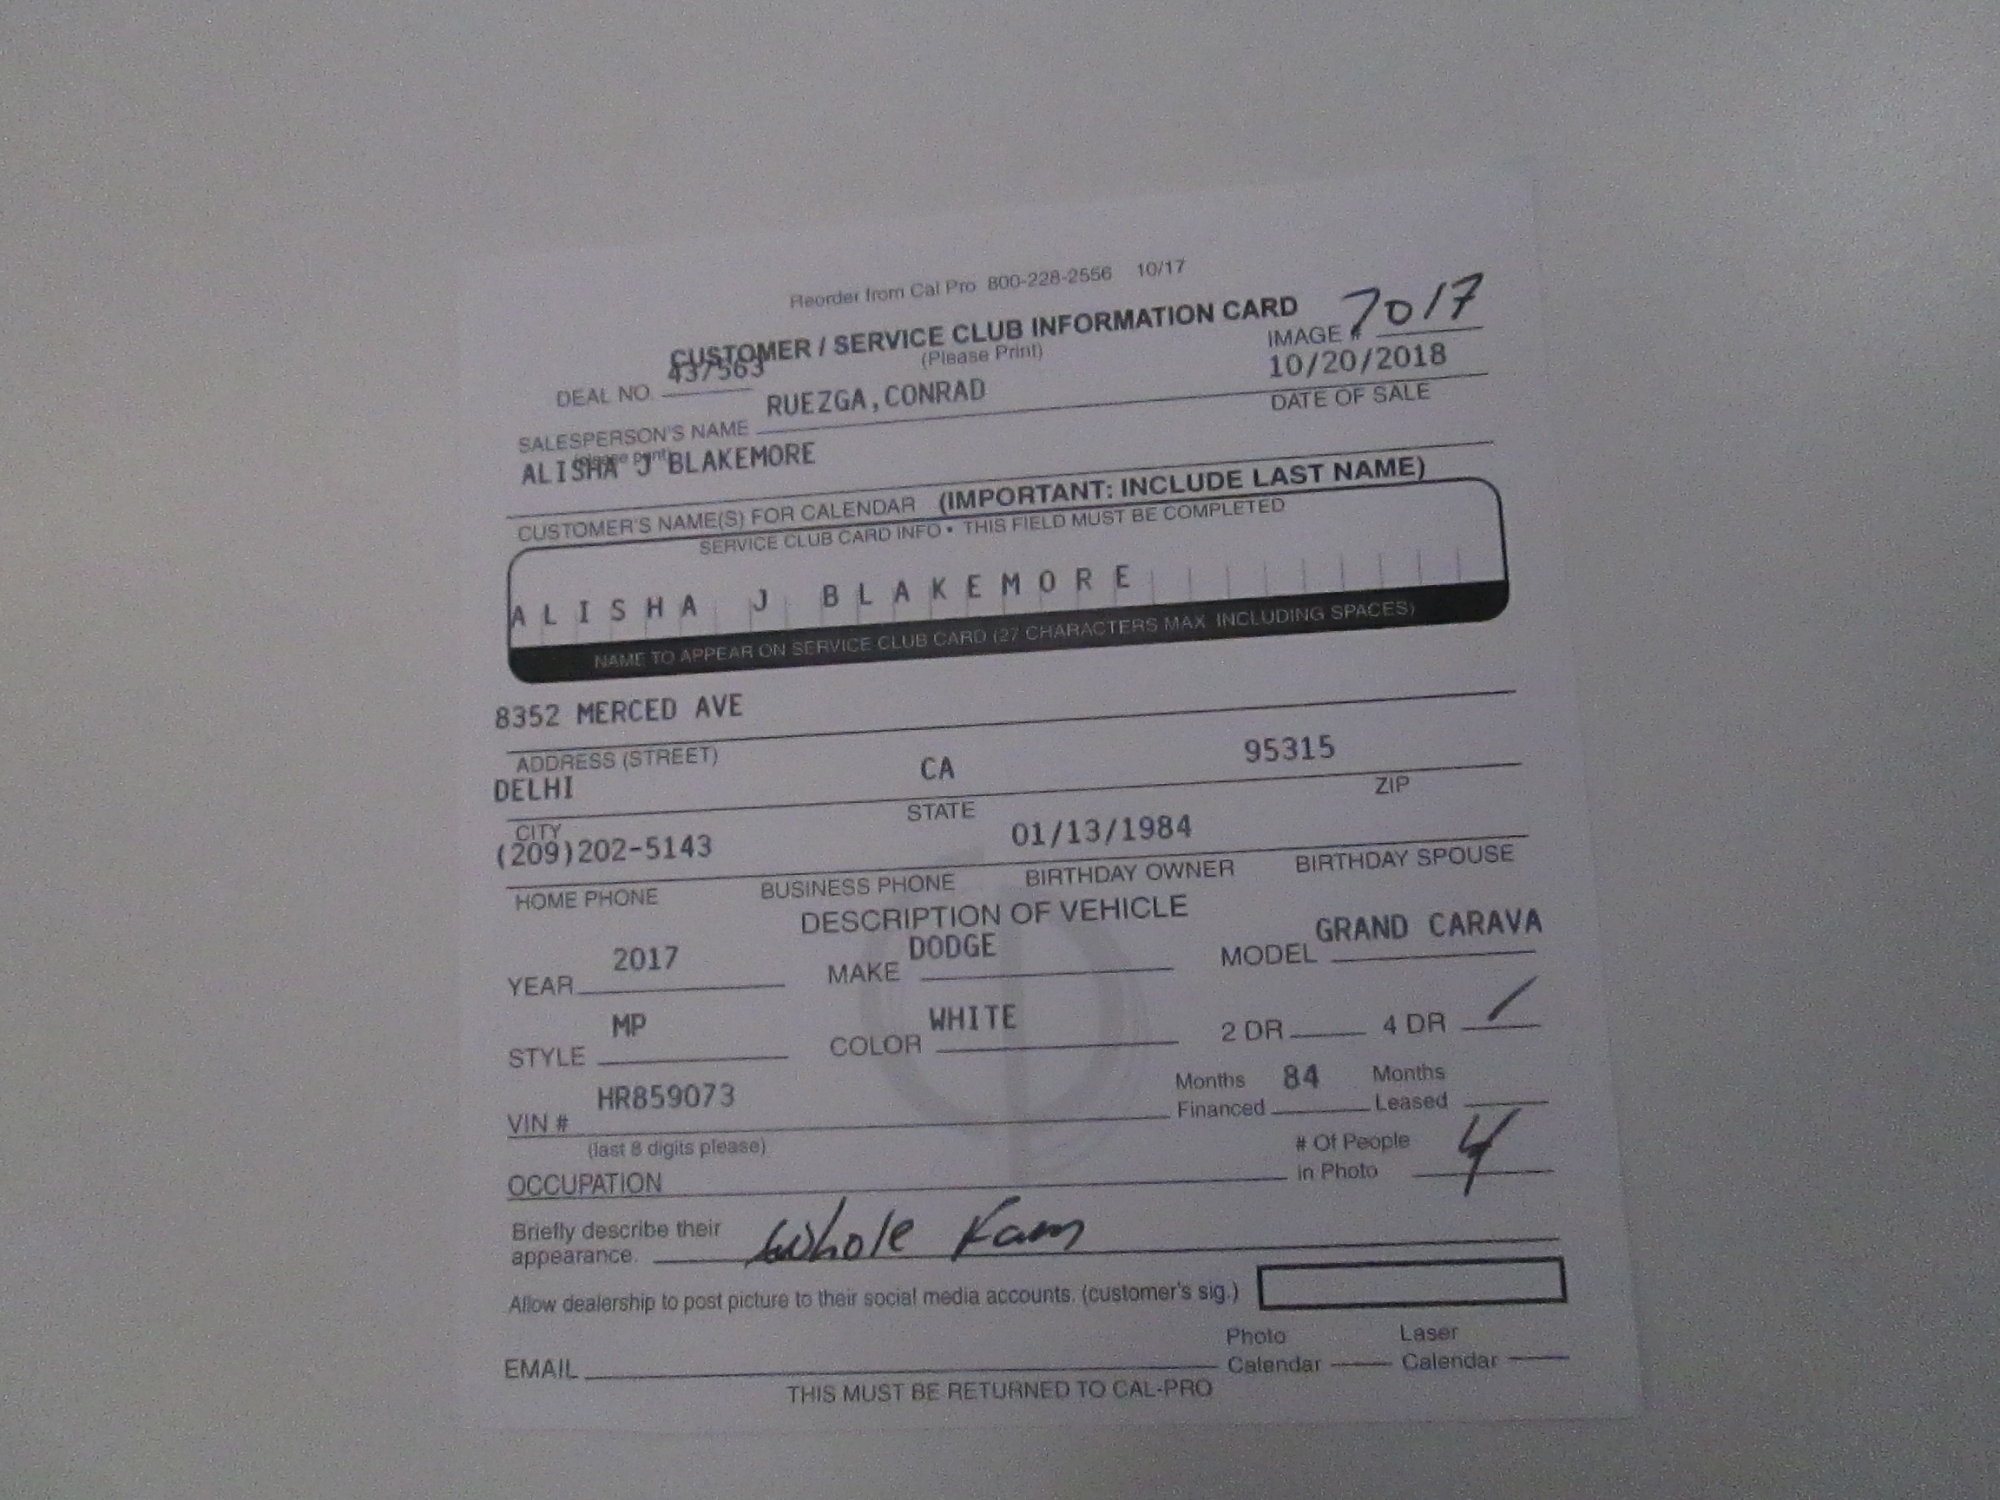 Reorder from Cal Pro 800-228-2556 10/17
CUSTOMER / SERVICE CLUB INFORMATION CARD
(Please Print)
IMAGE # 7017
DEAL NO. 437563
10/20/2018
DATE OF SALE
SALESPERSON'S NAME RUEZGA,CONRAD
(please print)
ALISHA J BLAKEMORE
CUSTOMER'S NAME(S) FOR CALENDAR (IMPORTANT: INCLUDE LAST NAME)
SERVICE CLUB CARD INFO • THIS FIELD MUST BE COMPLETED
ALISHA J BLAKEMORE
NAME TO APPEAR ON SERVICE CLUB CARD (27 CHARACTERS MAX INCLUDING SPACES)
8352 MERCED AVE
ADDRESS (STREET)
DELHI CA 95315
CITY STATE ZIP
(209)202-5143 01/13/1984
HOME PHONE BUSINESS PHONE BIRTHDAY OWNER BIRTHDAY SPOUSE
DESCRIPTION OF VEHICLE
YEAR 2017 MAKE DODGE MODEL GRAND CARAVA
STYLE MP COLOR WHITE 2 DR 4 DR /
VIN # HR859073 Months Financed 84 Months Leased
(last 8 digits please)
OCCUPATION # Of People in Photo 4
Briefly describe their appearance. Whole Fam
Allow dealership to post picture to their social media accounts. (customer's sig.)
EMAIL Photo Calendar Laser Calendar
THIS MUST BE RETURNED TO CAL-PRO